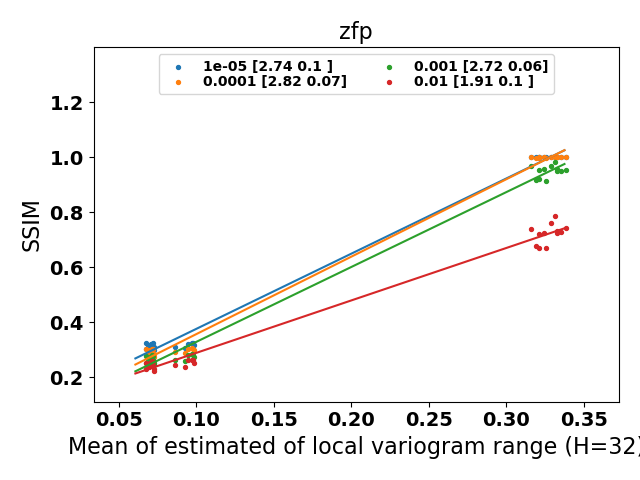 zfp
1e-05 [2.74 0.1 ]
0.0001 [2.82 0.07]
0.001 [2.72 0.06]
0.01 [1.91 0.1 ]
SSIM
1.2
1.0
0.8
0.6
0.4
0.2
0.05 0.10 0.15 0.20 0.25 0.30 0.35
Mean of estimated of local variogram range (H=32)